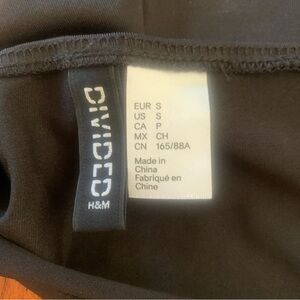 DIVIDED
H&M
EUR S
US S
CA P
MX CH
CN 165/88A
Made in
China
Fabriqué en
Chine